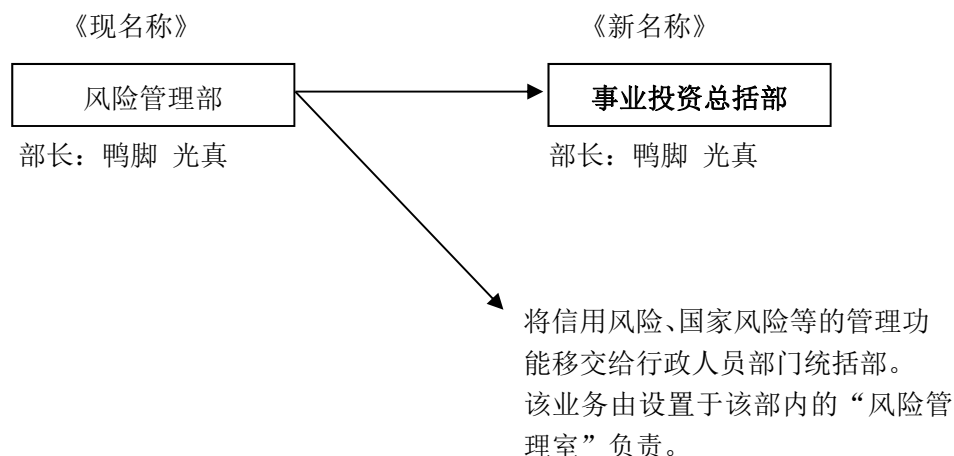 《现名称》
《新名称》
风险管理部
事业投资总括部
部长：鸭脚 光真
部长：鸭脚 光真
将信用风险、国家风险等的管理功
能移交给行政人员部门统括部。
该业务由设置于该部内的“风险管
理室”负责。